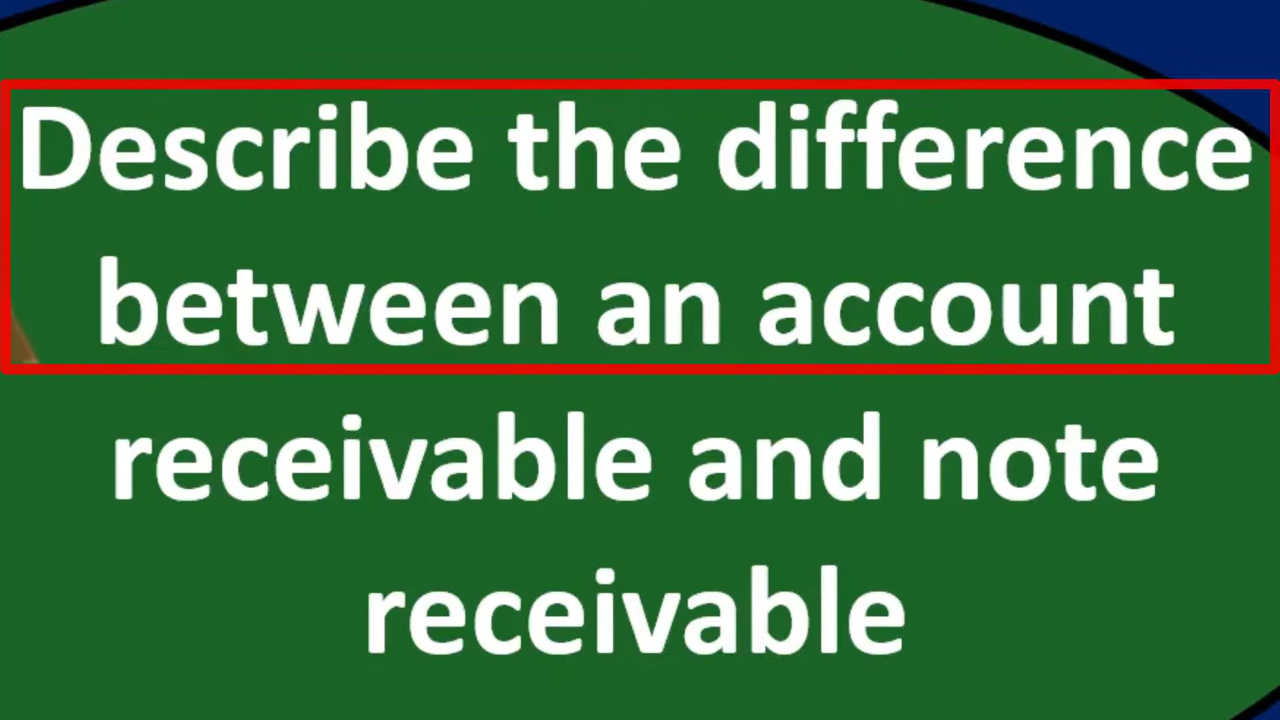 Describe the difference
between an account
receivable and note
receivable